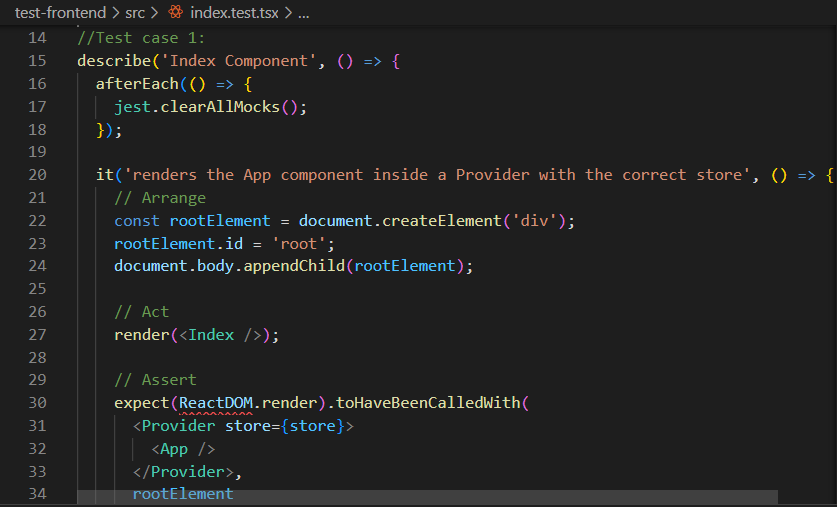 test-frontend > src > index.test.tsx > ...
14 //Test case 1:
15 describe('Index Component', () => {
16 afterEach(() => {
17 jest.clearAllMocks();
18 });
19
20 it('renders the App component inside a Provider with the correct store', () => {
21 // Arrange
22 const rootElement = document.createElement('div');
23 rootElement.id = 'root';
24 document.body.appendChild(rootElement);
25
26 // Act
27 render(<Index />);
28
29 // Assert
30 expect(ReactDOM.render).toHaveBeenCalledWith(
31 <Provider store={store}>
32 <App />
33 </Provider>,
34 rootElement